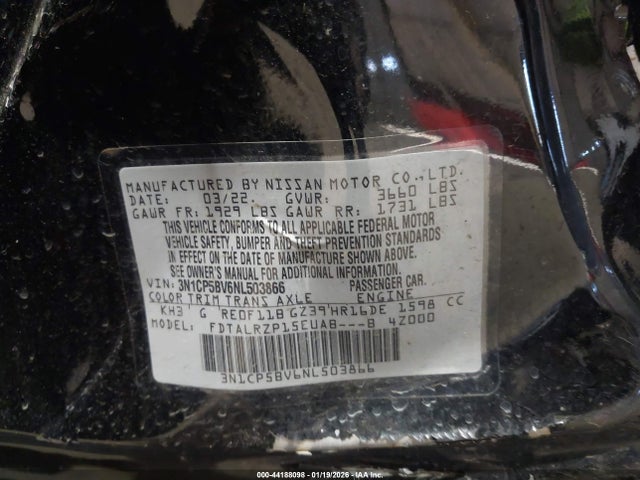 MANUFACTURED BY NISSAN MOTOR CO.,LTD.
DATE: 03/22 GVWR: 3660 LBS
GAWR FR: 1929 LBS GAWR RR: 1731 LBS
THIS VEHICLE CONFORMS TO ALL APPLICABLE FEDERAL MOTOR
VEHICLE SAFETY, BUMPER AND THEFT PREVENTION STANDARDS
IN EFFECT ON THE DATE OF MANUFACTURE SHOWN ABOVE.
SEE OWNER'S MANUAL FOR ADDITIONAL INFORMATION.
VIN: 3N1CP5BV6NL503866 PASSENGER CAR.
COLOR TRIM TRANS AXLE ENGINE
KH3 G RE0F11B GZ39 HR16DE 1598 CC
MODEL: FDTALRZP15EUA8---B 4Z000
3N1CP5BV6NL503866
000-44188098 - 01/19/2026 - IAA Inc.